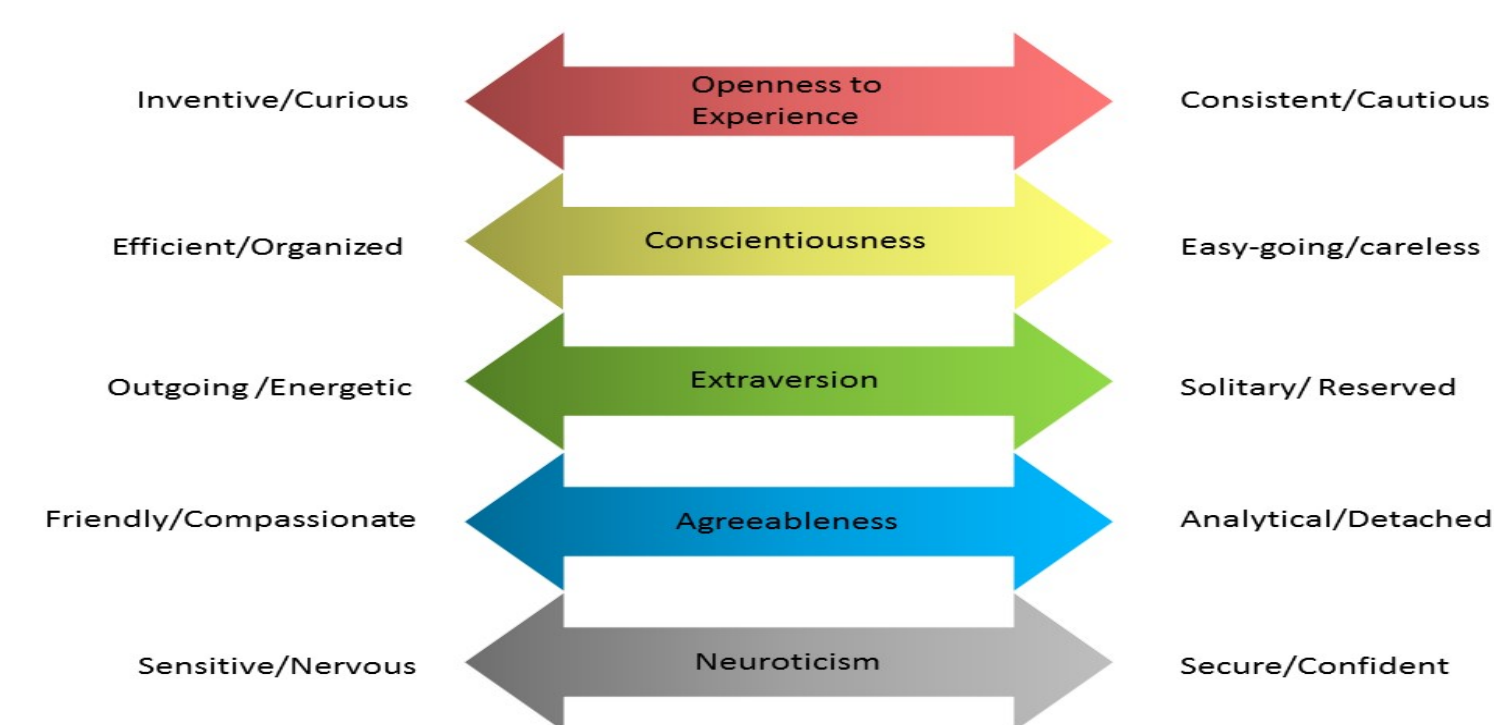 Inventive/Curious
Openness to
Experience
Consistent/Cautious
Efficient/Organized
Conscientiousness
Easy-going/careless
Outgoing /Energetic
Extraversion
Solitary/ Reserved
Friendly/Compassionate
Agreeableness
Analytical/Detached
Sensitive/Nervous
Neuroticism
Secure/Confident